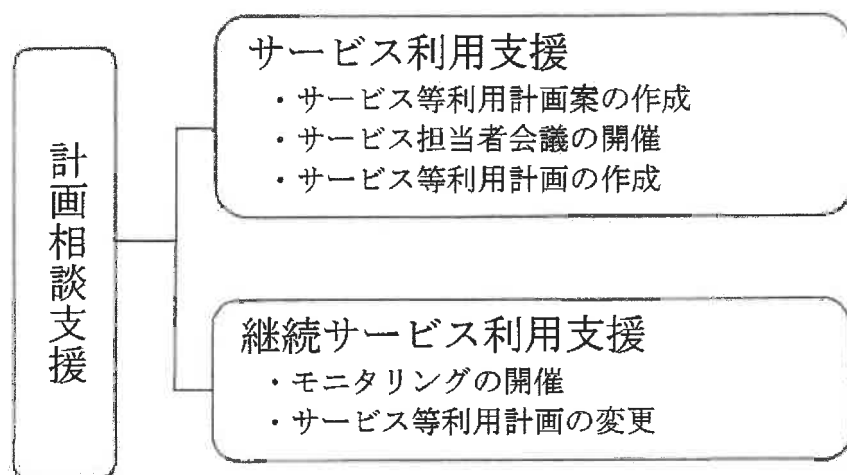 計画相談支援
サービス利用支援
・サービス等利用計画案の作成
・サービス担当者会議の開催
・サービス等利用計画の作成
継続サービス利用支援
・モニタリングの開催
・サービス等利用計画の変更